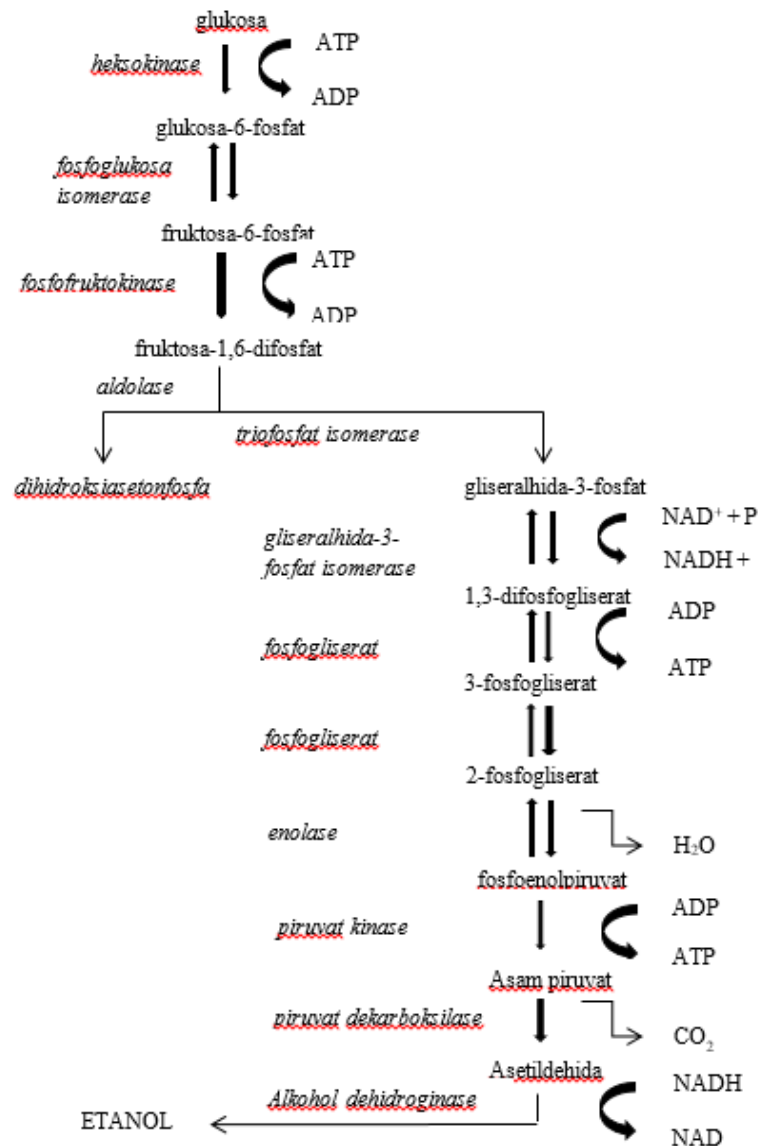 glukosa
ATP
heksokinase
ADP
glukosa-6-fosfat
fosfoglukosa
isomerase
fruktosa-6-fosfat
ATP
fosfofruktokinase
ADP
fruktosa-1,6-difosfat
aldolase
triofosfat isomerase
dihidroksiasetonfosfa
gliseralhida-3-fosfat
NAD⁺ + P
gliseralhida-3-
fosfat isomerase
NADH +
1,3-difosfogliserat
ADP
fosfogliserat
ATP
3-fosfogliserat
fosfogliserat
2-fosfogliserat
enolase
H₂O
fosfoenolpiruvat
ADP
piruvat kinase
ATP
Asam piruvat
piruvat dekarboksilase
CO₂
Asetildehida
NADH
Alkohol dehidroginase
ETANOL
NAD